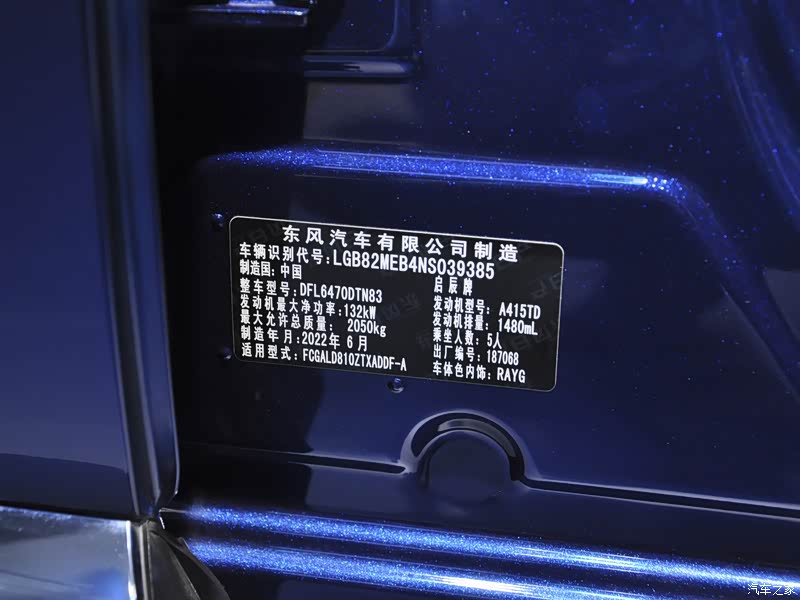 东风汽车有限公司制造
车辆识别代号:LGB82MEB4NS039385
制造国:中国 启辰牌
整车型号:DFL6470DTN83 发动机型号:A415TD
发动机最大净功率:132kW 发动机排量:1480mL
最大允许总质量:2050kg 乘坐人数:5人
制造年月:2022年6月 出厂编号:187068
适用型式:FCGALD810ZTXADDF-A 车体色内饰:RAYG
汽车之家